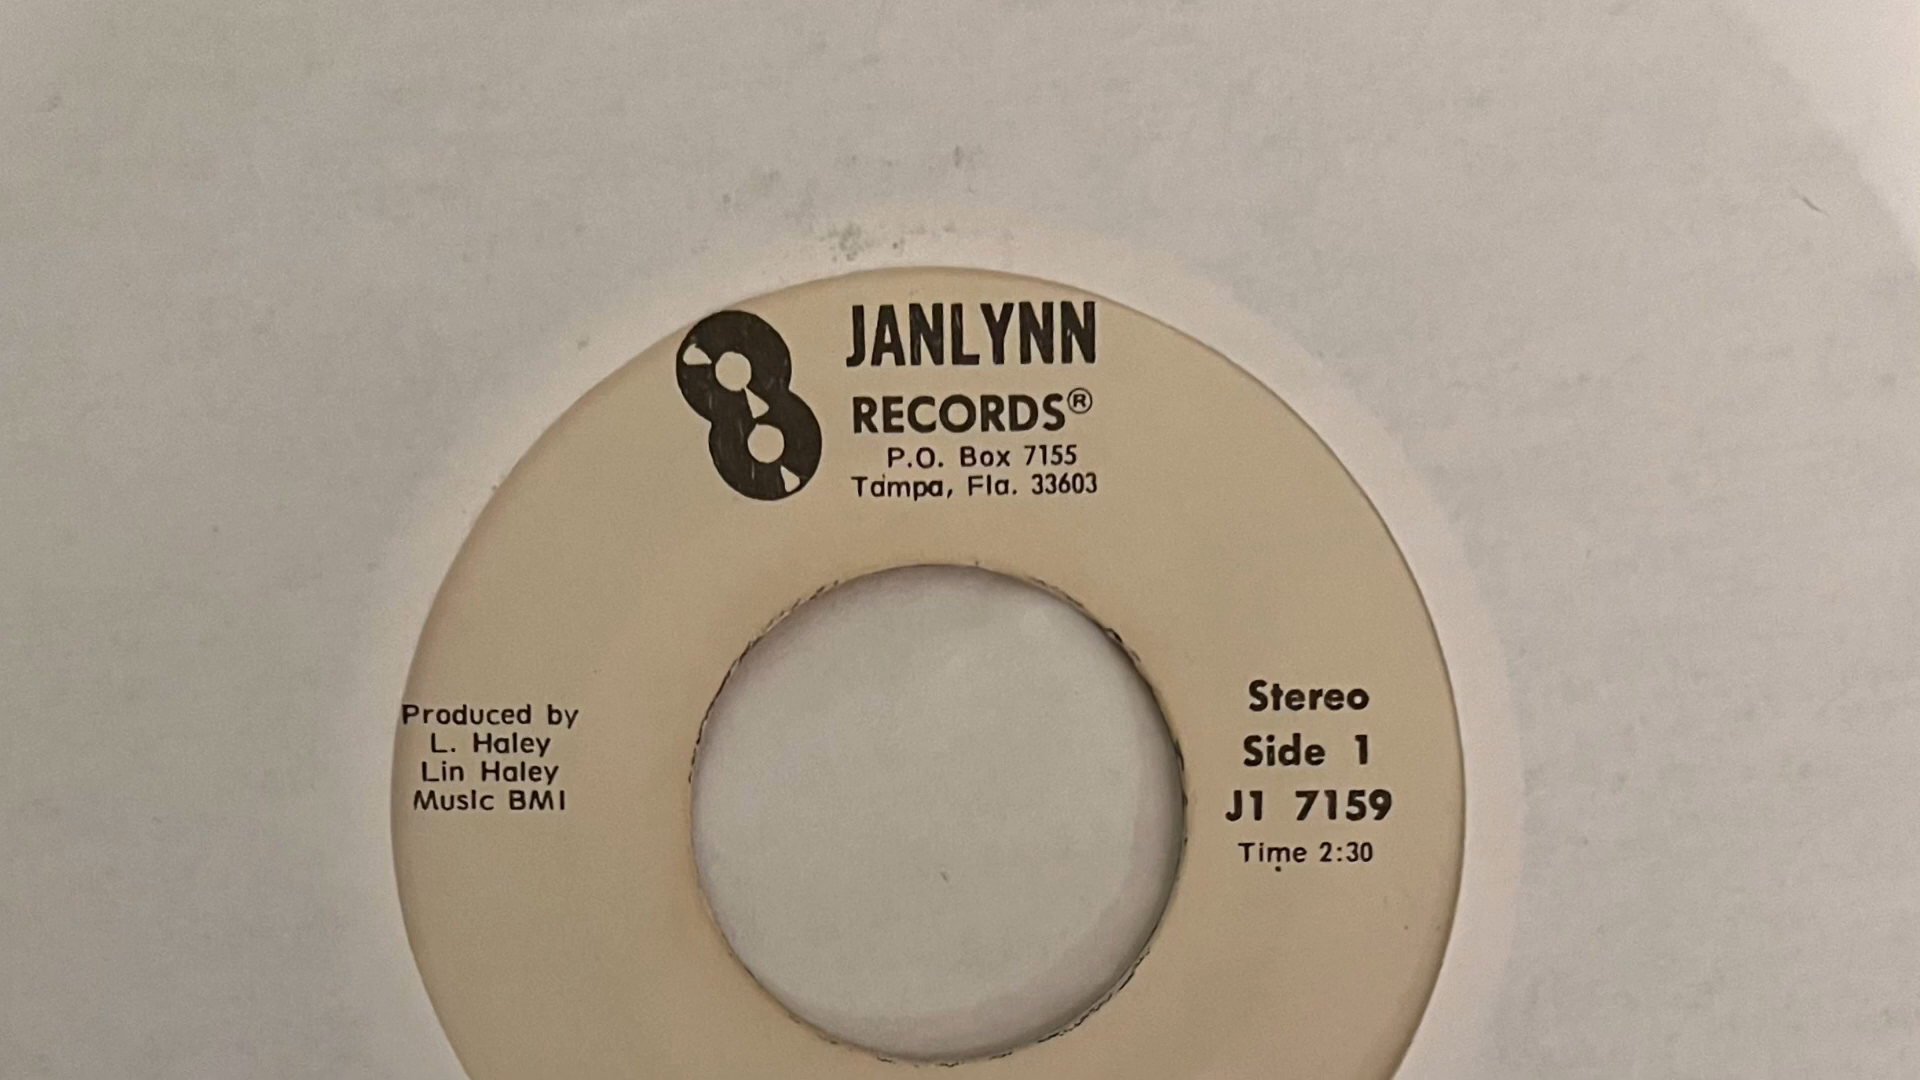 JANLYNN
RECORDS®
P.O. Box 7155
Tampa, Fla. 33603
Produced by
L. Haley
Lin Haley
Music BMI
Stereo
Side 1
J1 7159
Time 2:30